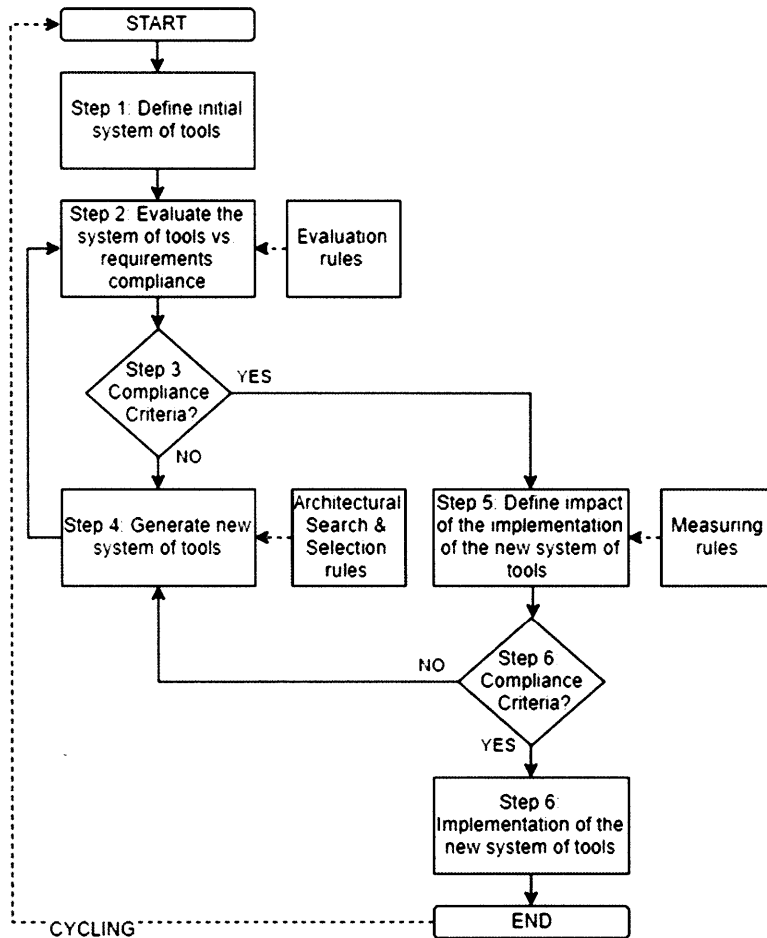 START
Step 1: Define initial
system of tools
Step 2: Evaluate the
system of tools vs.
requirements
compliance
Evaluation
rules
Step 3
Compliance
Criteria?
YES
NO
Step 4: Generate new
system of tools
Architectural
Search &
Selection
rules
Step 5: Define impact
of the implementation
of the new system of
tools
Measuring
rules
Step 6
Compliance
Criteria?
NO
YES
Step 6:
Implementation of the
new system of tools
END
CYCLING